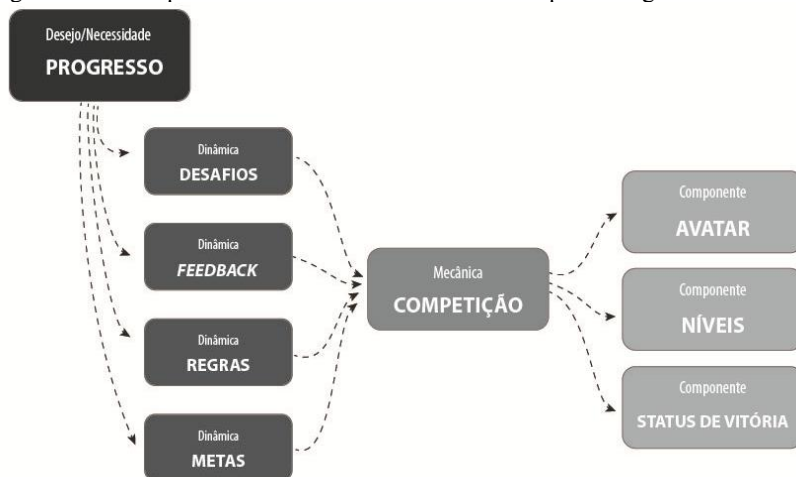 Desejo/Necessidade
PROGRESSO
Dinâmica
DESAFIOS
Dinâmica
FEEDBACK
Dinâmica
REGRAS
Dinâmica
METAS
Mecânica
COMPETIÇÃO
Componente
AVATAR
Componente
NÍVEIS
Componente
STATUS DE VITÓRIA